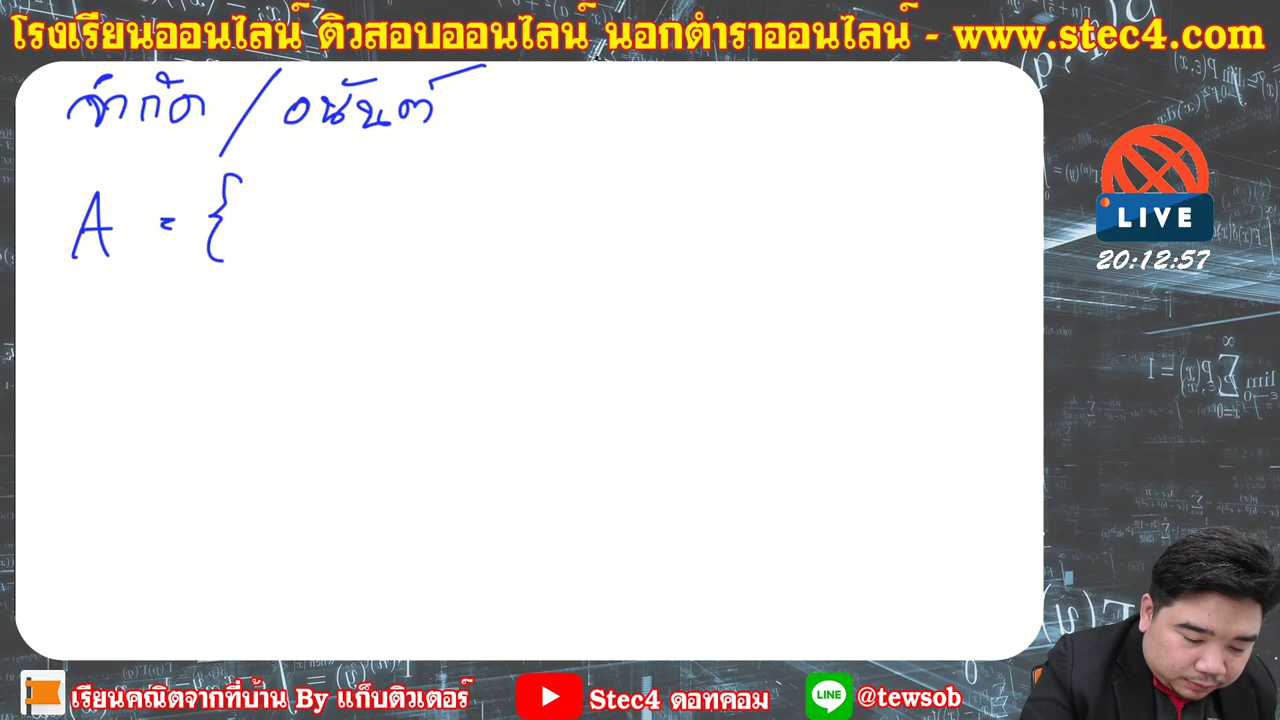 โรงเรียนออนไลน์ ติวสอบออนไลน์ นอกตำราออนไลน์ - www.stec4.com
จำกัด / อนันต์
A = {
LIVE
20:12:57
เรียนคณิตจากที่บ้าน By แก็บติวเตอร์
Stec4 ดอทคอม
LINE
@tewsob